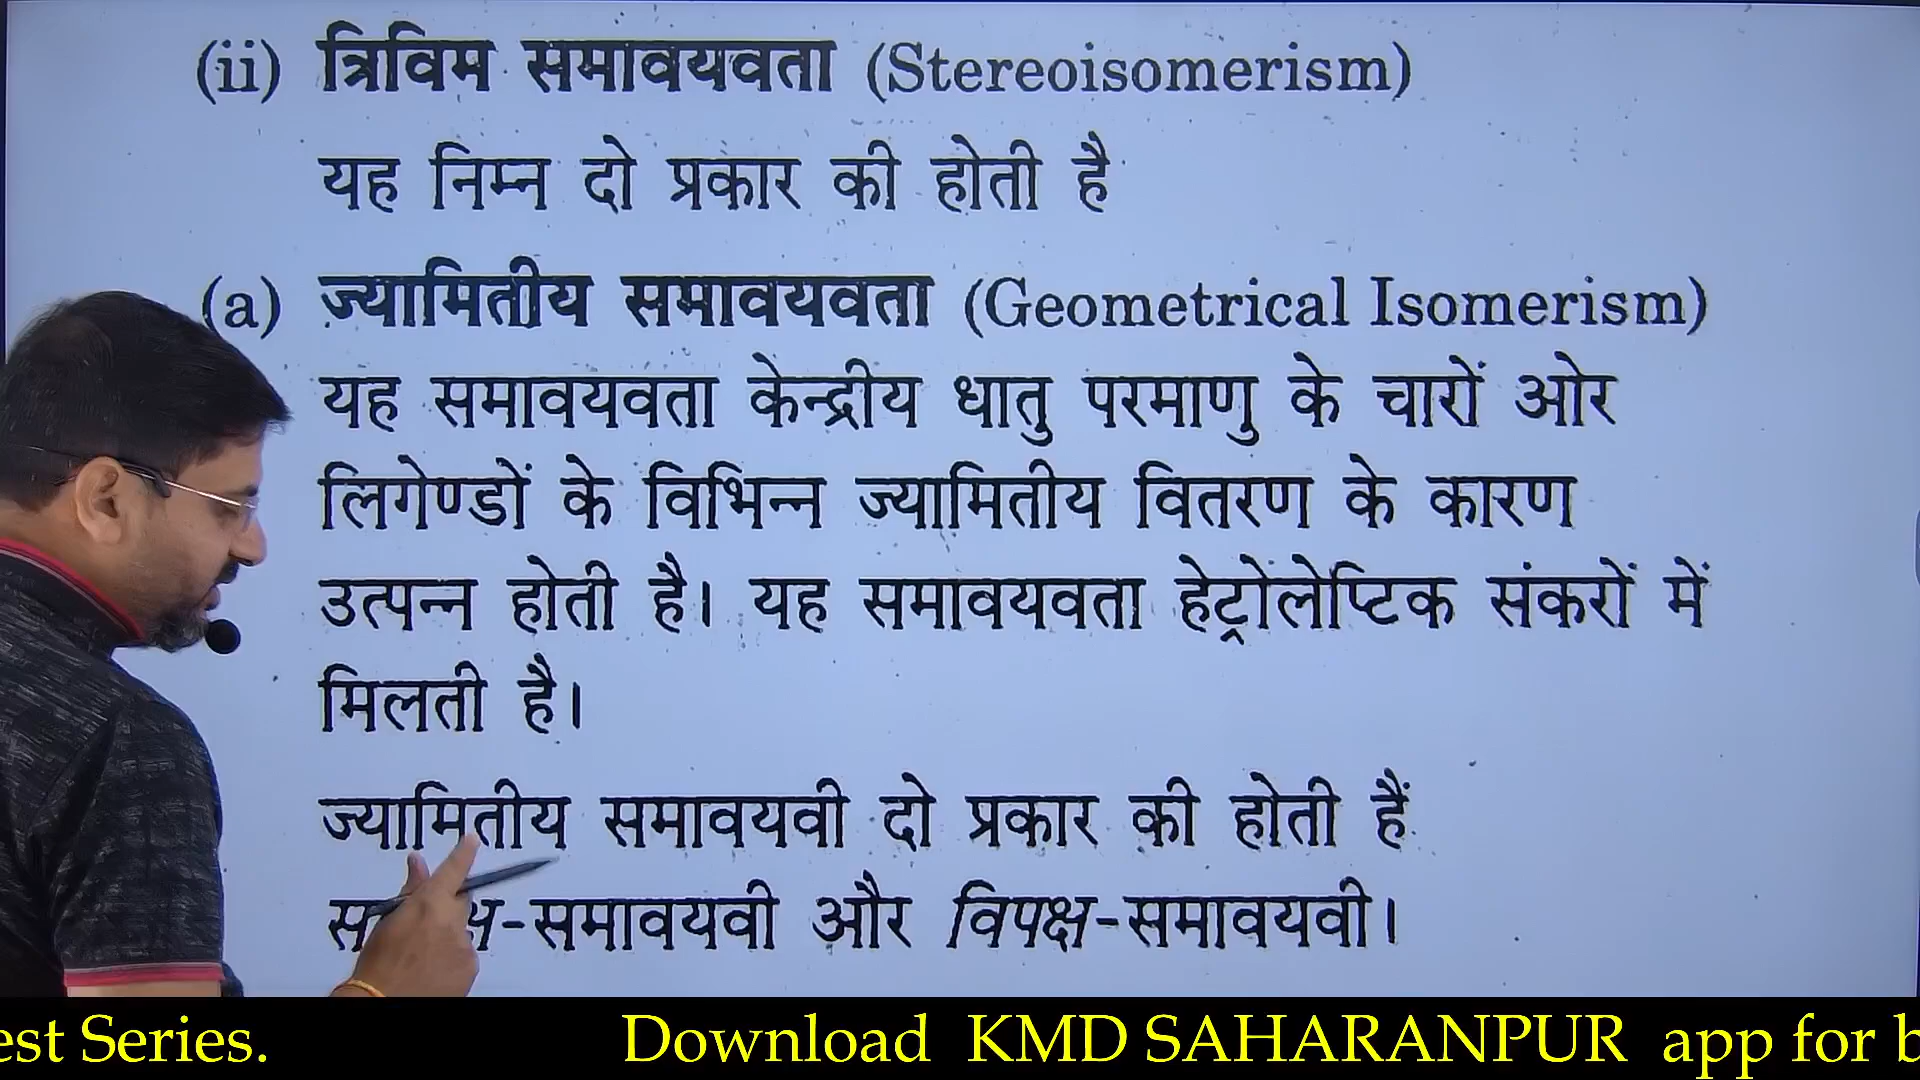 (ii) त्रिविम समावयवता (Stereoisomerism)
यह निम्न दो प्रकार की होती है
(a) ज्यामितीय समावयवता (Geometrical Isomerism)
यह समावयवता केन्द्रीय धातु परमाणु के चारों ओर
लिगेण्डों के विभिन्न ज्यामितीय वितरण के कारण
उत्पन्न होती है। यह समावयवता हेट्रोलेप्टिक संकरों में
मिलती है।
ज्यामितीय समावयवी दो प्रकार की होती हैं
-समावयवी और विपक्ष-समावयवी।
est Series. Download KMD SAHARANPUR app for b